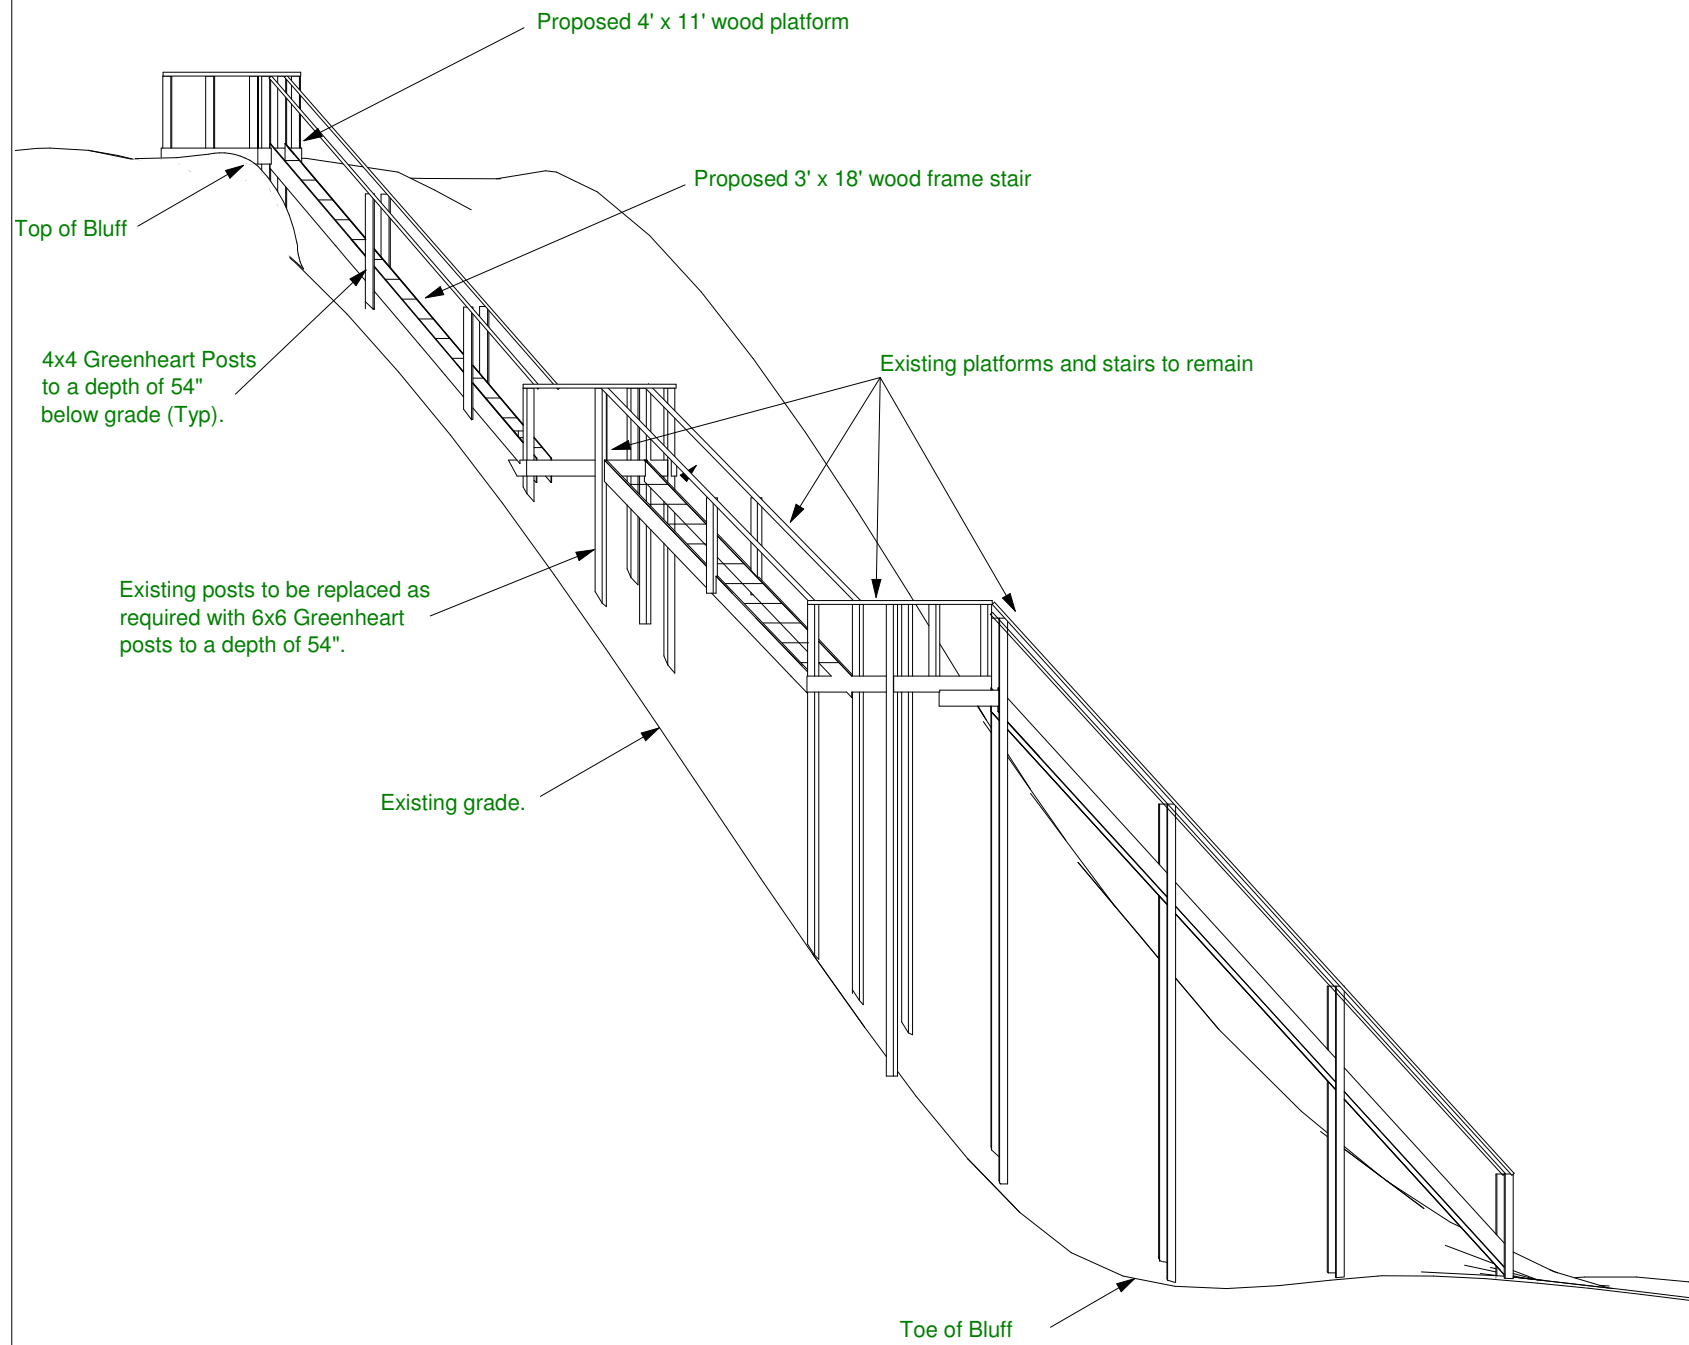 Proposed 4' x 11' wood platform
Proposed 3' x 18' wood frame stair
Top of Bluff
4x4 Greenheart Posts
to a depth of 54"
below grade (Typ).
Existing platforms and stairs to remain
Existing posts to be replaced as
required with 6x6 Greenheart
posts to a depth of 54".
Existing grade.
Toe of Bluff